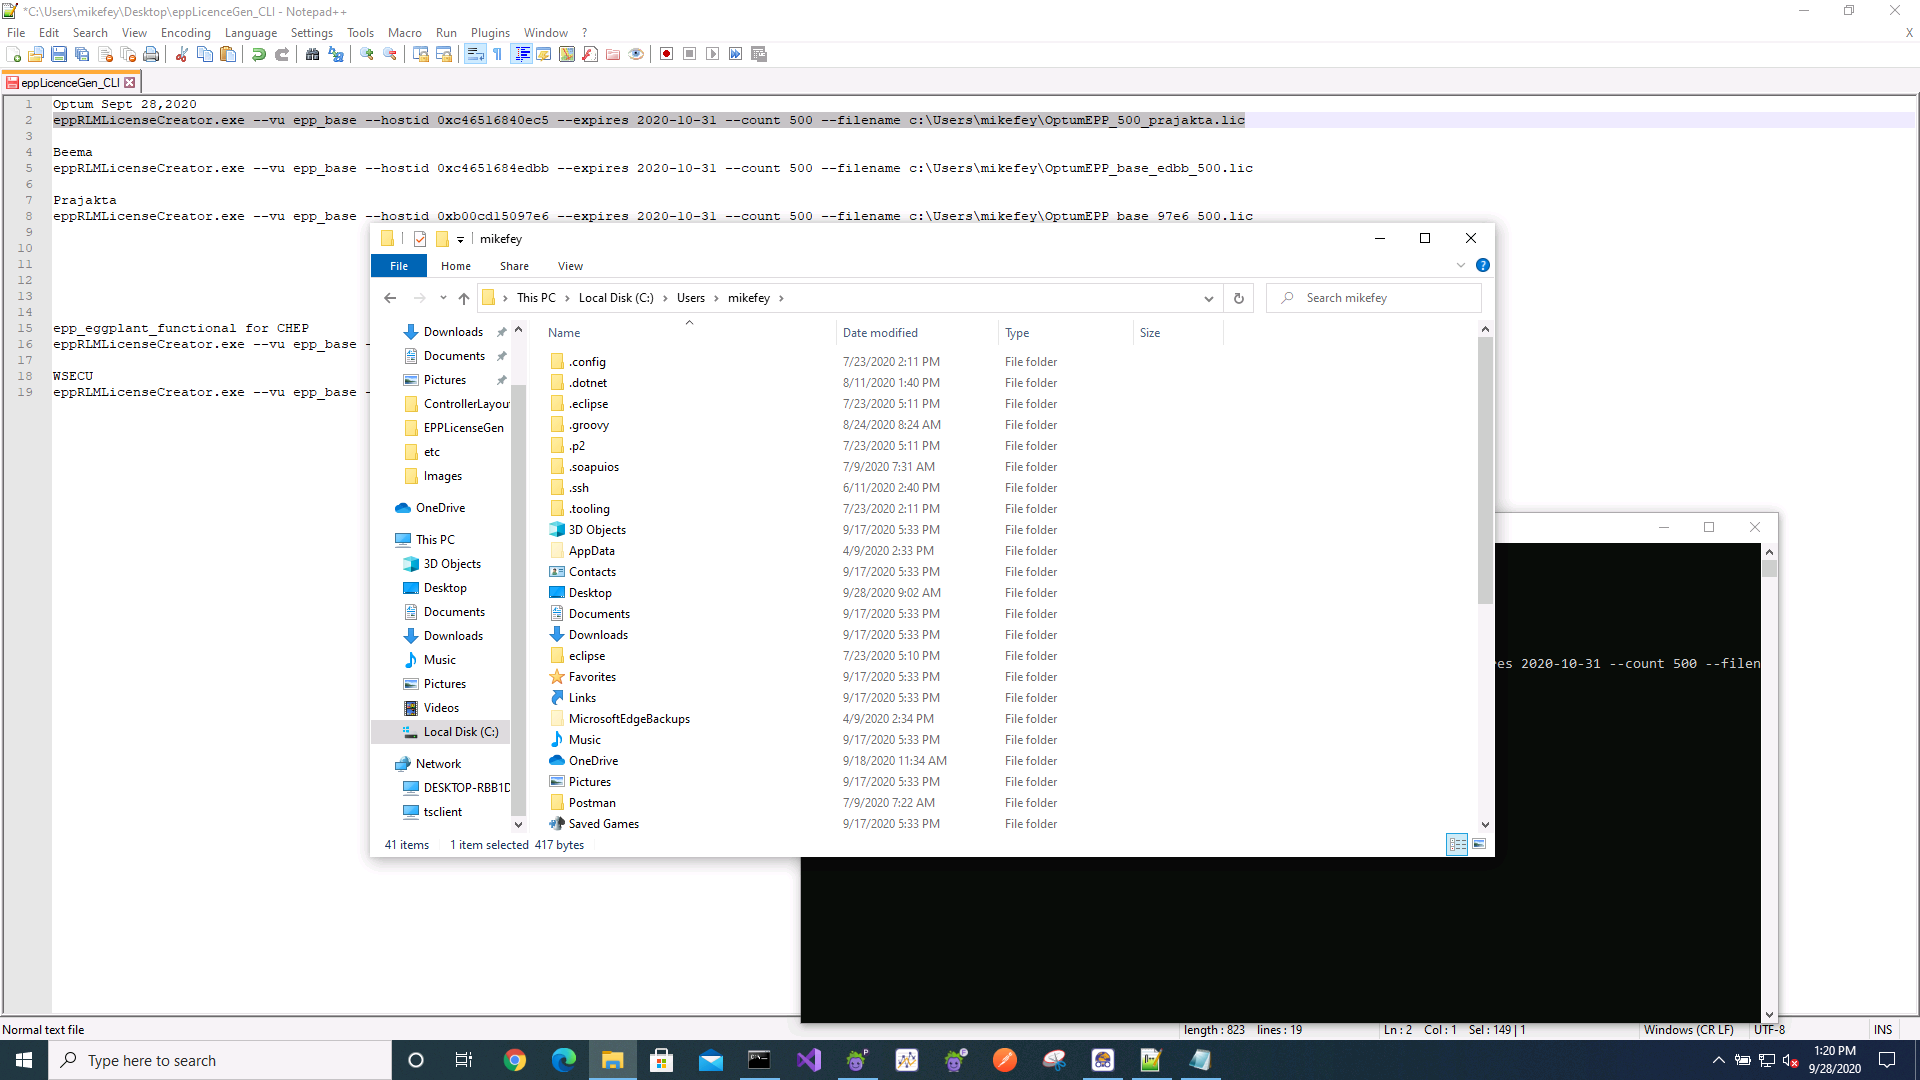 *C:\Users\mikefey\Desktop\eppLicenceGen_CLI - Notepad++
File Edit Search View Encoding Language Settings Tools Macro Run Plugins Window ? X
eppLicenceGen_CLI
1 Optum Sept 28,2020
2 eppRLMLicenseCreator.exe --vu epp_base --hostid 0xc46516840ec5 --expires 2020-10-31 --count 500 --filename c:\Users\mikefey\OptumEPP_500_prajakta.lic
3
4 Beema
5 eppRLMLicenseCreator.exe --vu epp_base --hostid 0xc4651684edbb --expires 2020-10-31 --count 500 --filename c:\Users\mikefey\OptumEPP_base_edbb_500.lic
6
7 Prajakta
8 eppRLMLicenseCreator.exe --vu epp_base --hostid 0xb00cd15097e6 --expires 2020-10-31 --count 500 --filename c:\Users\mikefey\OptumEPP_base_97e6_500.lic
9
10
11
12
13
14
15 epp_eggplant_functional for CHEP
16 eppRLMLicenseCreator.exe --vu epp_base -
17
18 WSECU
19 eppRLMLicenseCreator.exe --vu epp_base -
mikefey
File Home Share View
This PC Local Disk (C:) Users mikefey
Search mikefey
Downloads
Documents
Pictures
ControllerLayou
EPPLicenseGen
etc
Images
OneDrive
This PC
3D Objects
Desktop
Documents
Downloads
Music
Pictures
Videos
Local Disk (C:)
Network
DESKTOP-RBB1D
tsclient
Name Date modified Type Size
.config 7/23/2020 2:11 PM File folder
.dotnet 8/11/2020 1:40 PM File folder
.eclipse 7/23/2020 5:11 PM File folder
.groovy 8/24/2020 8:24 AM File folder
.p2 7/23/2020 5:11 PM File folder
.soapuios 7/9/2020 7:31 AM File folder
.ssh 6/11/2020 2:40 PM File folder
.tooling 7/23/2020 2:11 PM File folder
3D Objects 9/17/2020 5:33 PM File folder
AppData 4/9/2020 2:33 PM File folder
Contacts 9/17/2020 5:33 PM File folder
Desktop 9/28/2020 9:02 AM File folder
Documents 9/17/2020 5:33 PM File folder
Downloads 9/17/2020 5:33 PM File folder
eclipse 7/23/2020 5:10 PM File folder
Favorites 9/17/2020 5:33 PM File folder
Links 9/17/2020 5:33 PM File folder
MicrosoftEdgeBackups 4/9/2020 2:34 PM File folder
Music 9/17/2020 5:33 PM File folder
OneDrive 9/18/2020 11:34 AM File folder
Pictures 9/17/2020 5:33 PM File folder
Postman 7/9/2020 7:22 AM File folder
Saved Games 9/17/2020 5:33 PM File folder
41 items 1 item selected 417 bytes
es 2020-10-31 --count 500 --filen
Normal text file length : 823 lines : 19 Ln : 2 Col : 1 Sel : 149 | 1 Windows (CR LF) UTF-8 INS
Type here to search
1:20 PM
9/28/2020